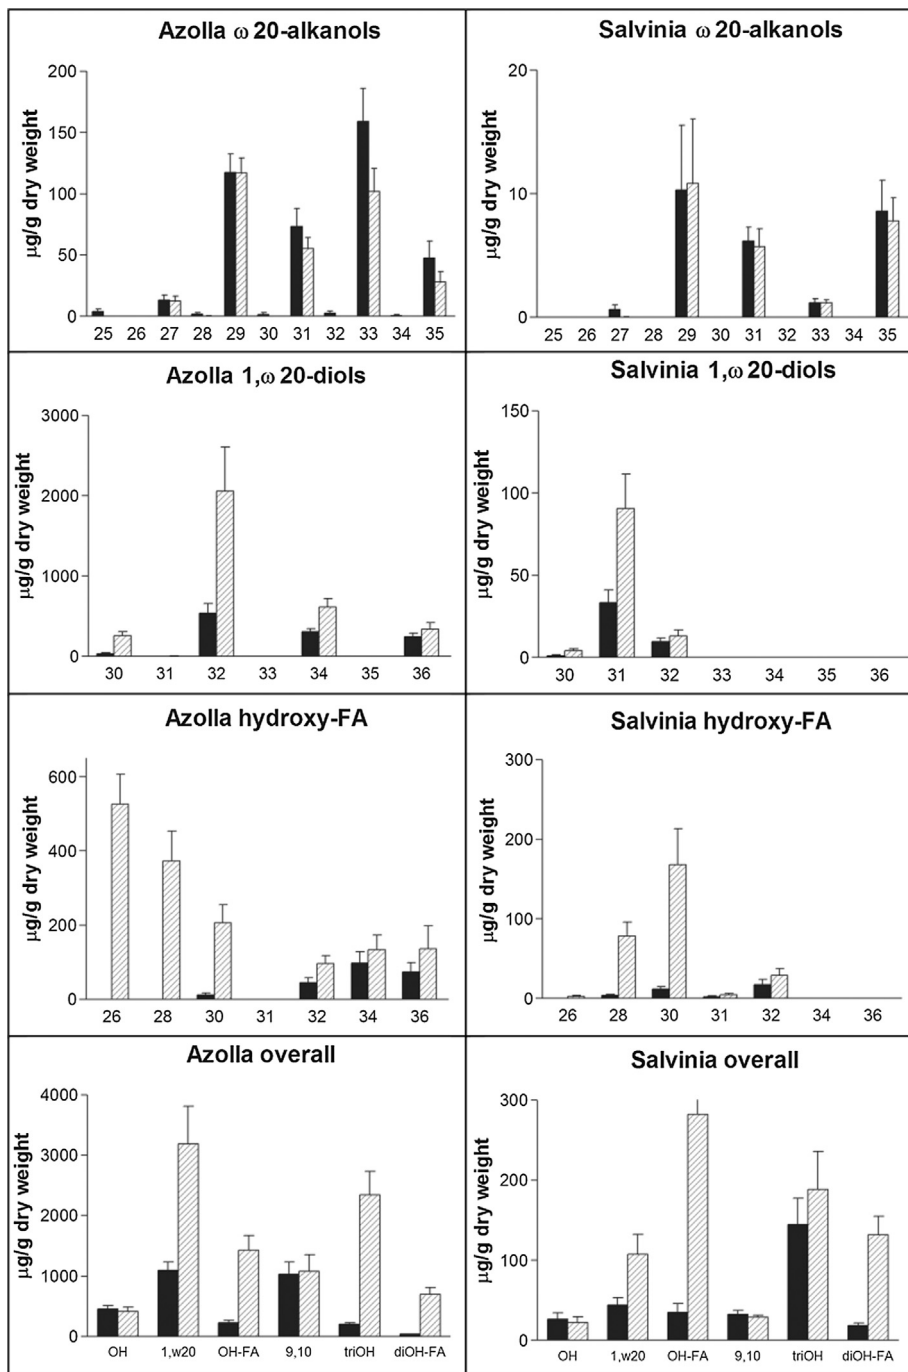 Azolla ω20-alkanols
µg/g dry weight
200
150
100
50
0
25 26 27 28 29 30 31 32 33 34 35
Salvinia ω20-alkanols
µg/g dry weight
20
10
0
25 26 27 28 29 30 31 32 33 34 35
Azolla 1,ω20-diols
µg/g dry weight
3000
2000
1000
0
30 31 32 33 34 35 36
Salvinia 1,ω20-diols
µg/g dry weight
150
100
50
0
30 31 32 33 34 35 36
Azolla hydroxy-FA
µg/g dry weight
600
400
200
0
26 28 30 31 32 34 36
Salvinia hydroxy-FA
µg/g dry weight
300
200
100
0
26 28 30 31 32 34 36
Azolla overall
µg/g dry weight
4000
3000
2000
1000
0
OH 1,w20 OH-FA 9,10 triOH diOH-FA
Salvinia overall
µg/g dry weight
300
200
100
0
OH 1,w20 OH-FA 9,10 triOH diOH-FA